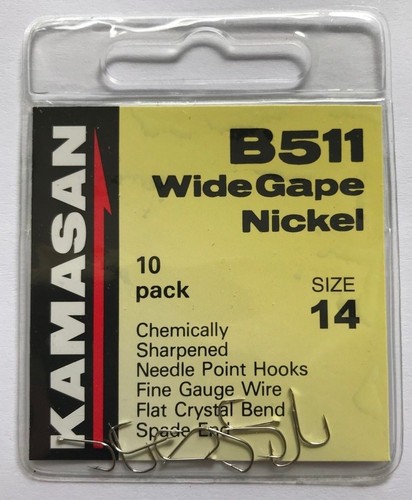 KAMASAN
B511
Wide Gape
Nickel
10
pack
SIZE
14
Chemically
Sharpened
Needle Point Hooks
Fine Gauge Wire
Flat Crystal Bend
Spade End